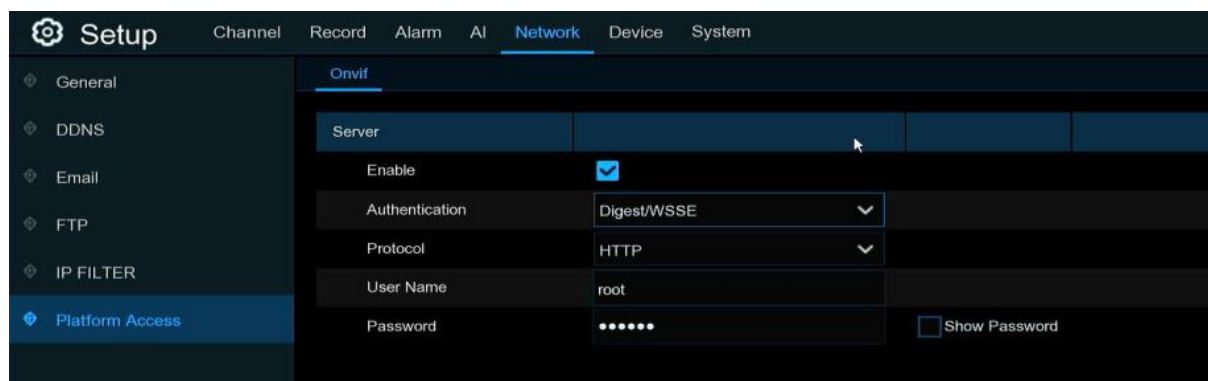 Setup Channel Record Alarm AI Network Device System
General
DDNS
Email
FTP
IP FILTER
Platform Access
Onvif
Server
Enable
Authentication Digest/WSSE
Protocol HTTP
User Name root
Password •••••• Show Password